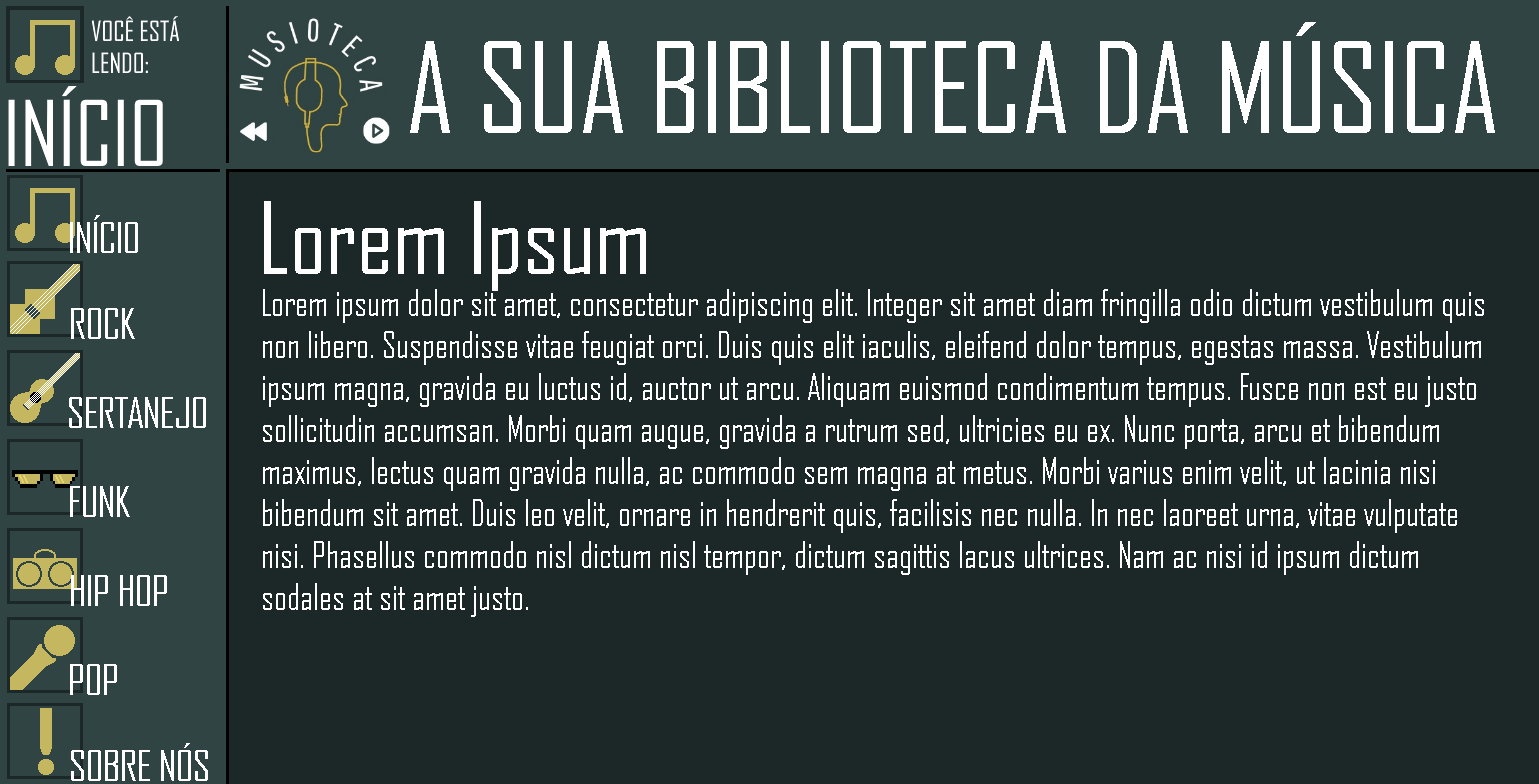 VOCÊ ESTÁ
LENDO:
INÍCIO
MUSIOTECA
A SUA BIBLIOTECA DA MÚSICA
INÍCIO
ROCK
SERTANEJO
FUNK
HIP HOP
POP
SOBRE NÓS
Lorem Ipsum
Lorem ipsum dolor sit amet, consectetur adipiscing elit. Integer sit amet diam fringilla odio dictum vestibulum quis
non libero. Suspendisse vitae feugiat orci. Duis quis elit iaculis, eleifend dolor tempus, egestas massa. Vestibulum
ipsum magna, gravida eu luctus id, auctor ut arcu. Aliquam euismod condimentum tempus. Fusce non est eu justo
sollicitudin accumsan. Morbi quam augue, gravida a rutrum sed, ultricies eu ex. Nunc porta, arcu et bibendum
maximus, lectus quam gravida nulla, ac commodo sem magna at metus. Morbi varius enim velit, ut lacinia nisi
bibendum sit amet. Duis leo velit, ornare in hendrerit quis, facilisis nec nulla. In nec laoreet urna, vitae vulputate
nisi. Phasellus commodo nisl dictum nisl tempor, dictum sagittis lacus ultrices. Nam ac nisi id ipsum dictum
sodales at sit amet justo.